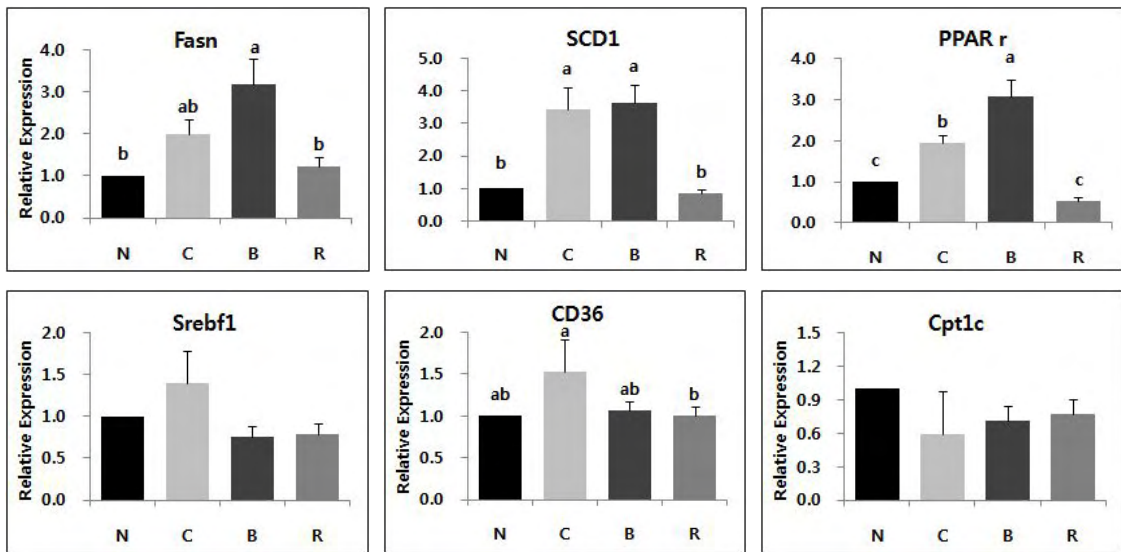 Fasn
Relative Expression
4.0
3.0
2.0
1.0
0.0
b
ab
a
b
N C B R
SCD1
Relative Expression
5.0
4.0
3.0
2.0
1.0
0.0
b
a
a
b
N C B R
PPAR r
Relative Expression
4.0
3.0
2.0
1.0
0.0
c
b
a
c
N C B R
Srebf1
Relative Expression
2.0
1.5
1.0
0.5
0.0
N C B R
CD36
Relative Expression
2.0
1.5
1.0
0.5
0.0
ab
a
ab
b
N C B R
Cpt1c
Relative Expression
1.5
1.2
0.9
0.6
0.3
0.0
N C B R